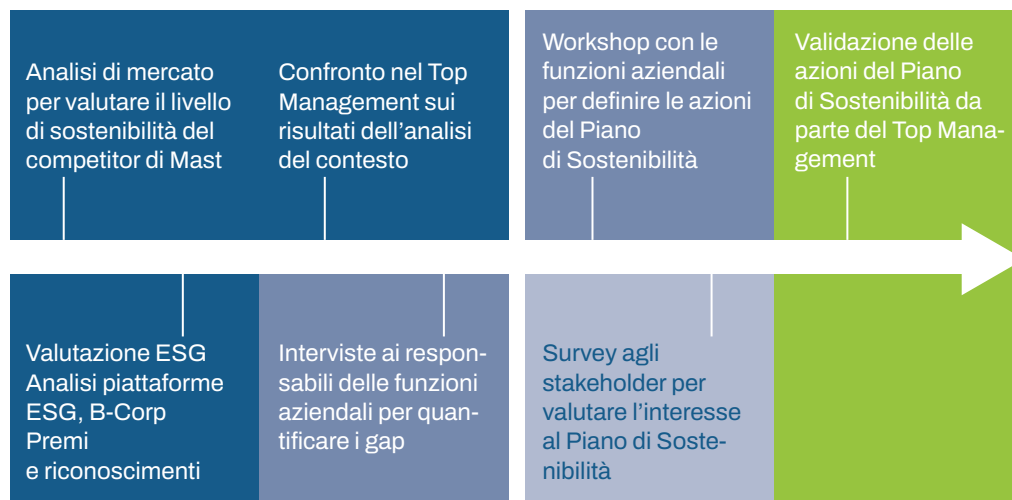 Analisi di mercato
per valutare il livello
di sostenibilità del
competitor di Mast
Confronto nel Top
Management sui
risultati dell’analisi
del contesto
Workshop con le
funzioni aziendali
per definire le azioni
del Piano
di Sostenibilità
Validazione delle
azioni del Piano
di Sostenibilità da
parte del Top Mana-
gement
Valutazione ESG
Analisi piattaforme
ESG, B-Corp
Premi
e riconoscimenti
Interviste ai respon-
sabili delle funzioni
aziendali per quan-
tificare i gap
Survey agli
stakeholder per
valutare l’interesse
al Piano di Soste-
nibilità